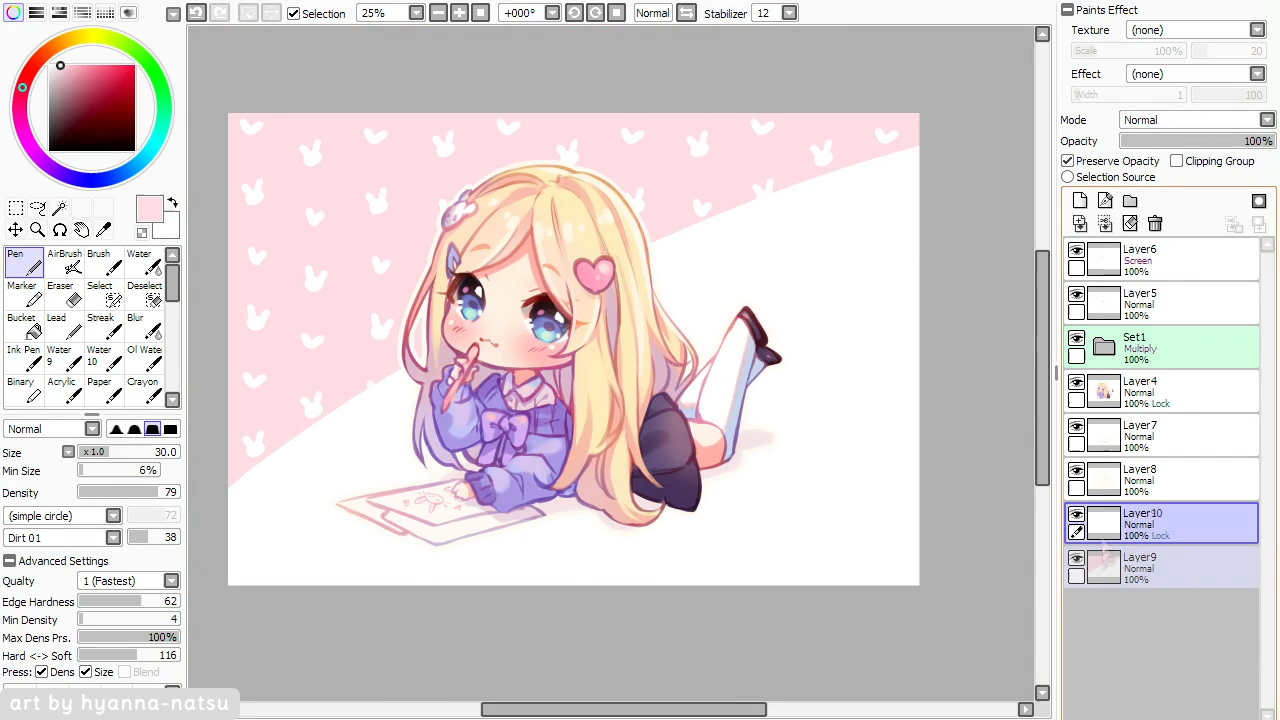 Selection
25%
+000°
Normal
Stabilizer
12
Pen
AirBrush
Brush
Water
Marker
Eraser
Select
Deselect
Bucket
Lead
Streak
Blur
Ink Pen
Water 9
Water 10
Oil Wate
Binary
Acrylic
Paper
Crayon
Normal
Size
x 1.0
30.0
Min Size
6%
Density
79
(simple circle)
72
Dirt 01
38
Advanced Settings
Qualty
1 (Fastest)
Edge Hardness
62
Min Density
4
Max Dens Prs.
100%
Hard <-> Soft
116
Press:
Dens
Size
Blend
art by hyanna-natsu
Paints Effect
Texture
(none)
Scale
100%
20
Effect
(none)
Width
1
100
Mode
Normal
Opacity
100%
Preserve Opacity
Clipping Group
Selection Source
Layer6
Screen
100%
Layer5
Normal
100%
Set1
Multiply
100%
Layer4
Normal
100% Lock
Layer7
Normal
100%
Layer8
Normal
100%
Layer10
Normal
100% Lock
Layer9
Normal
100%